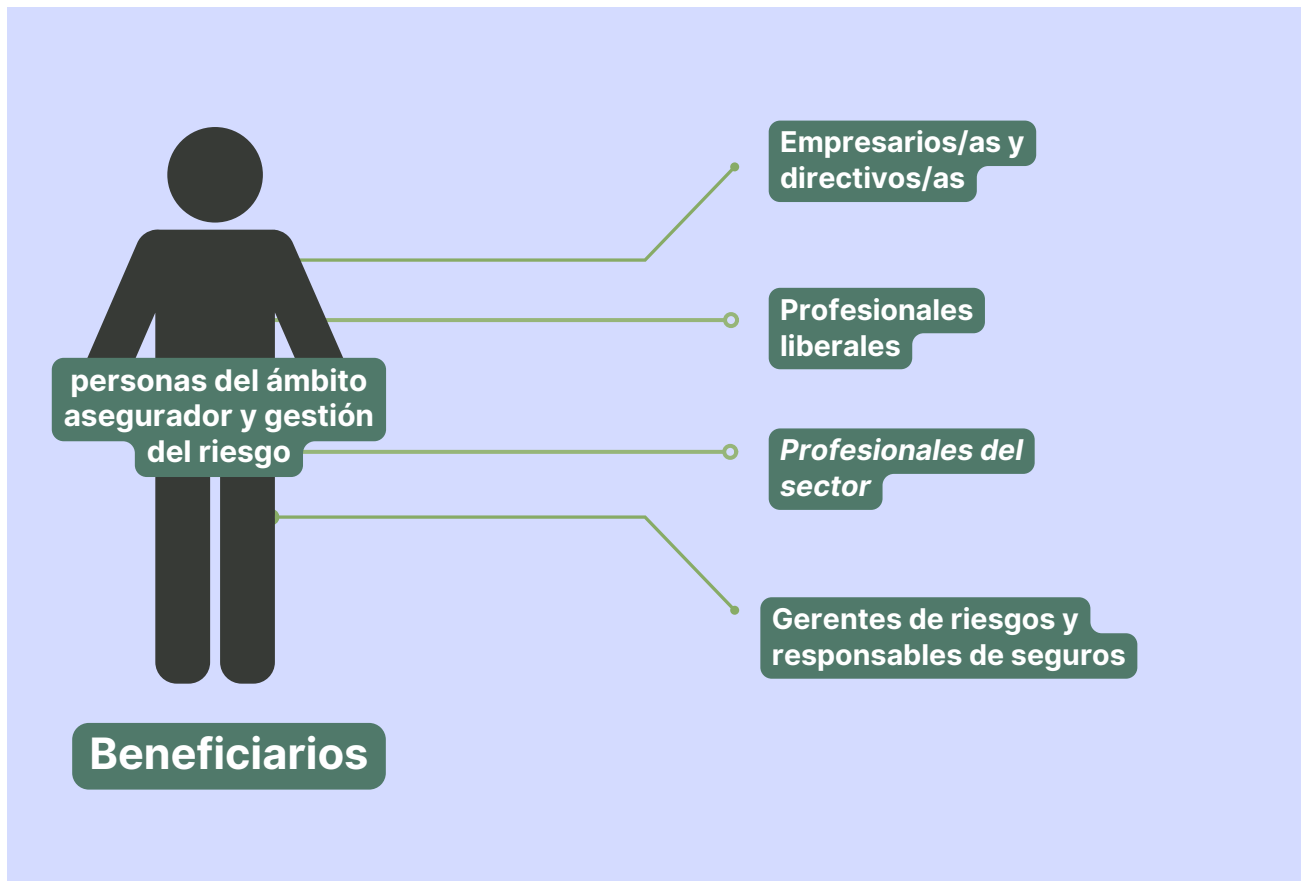 Empresarios/as y
directivos/as
Profesionales
liberales
personas del ámbito
asegurador y gestión
del riesgo
Profesionales del
sector
Gerentes de riesgos y
responsables de seguros
Beneficiarios